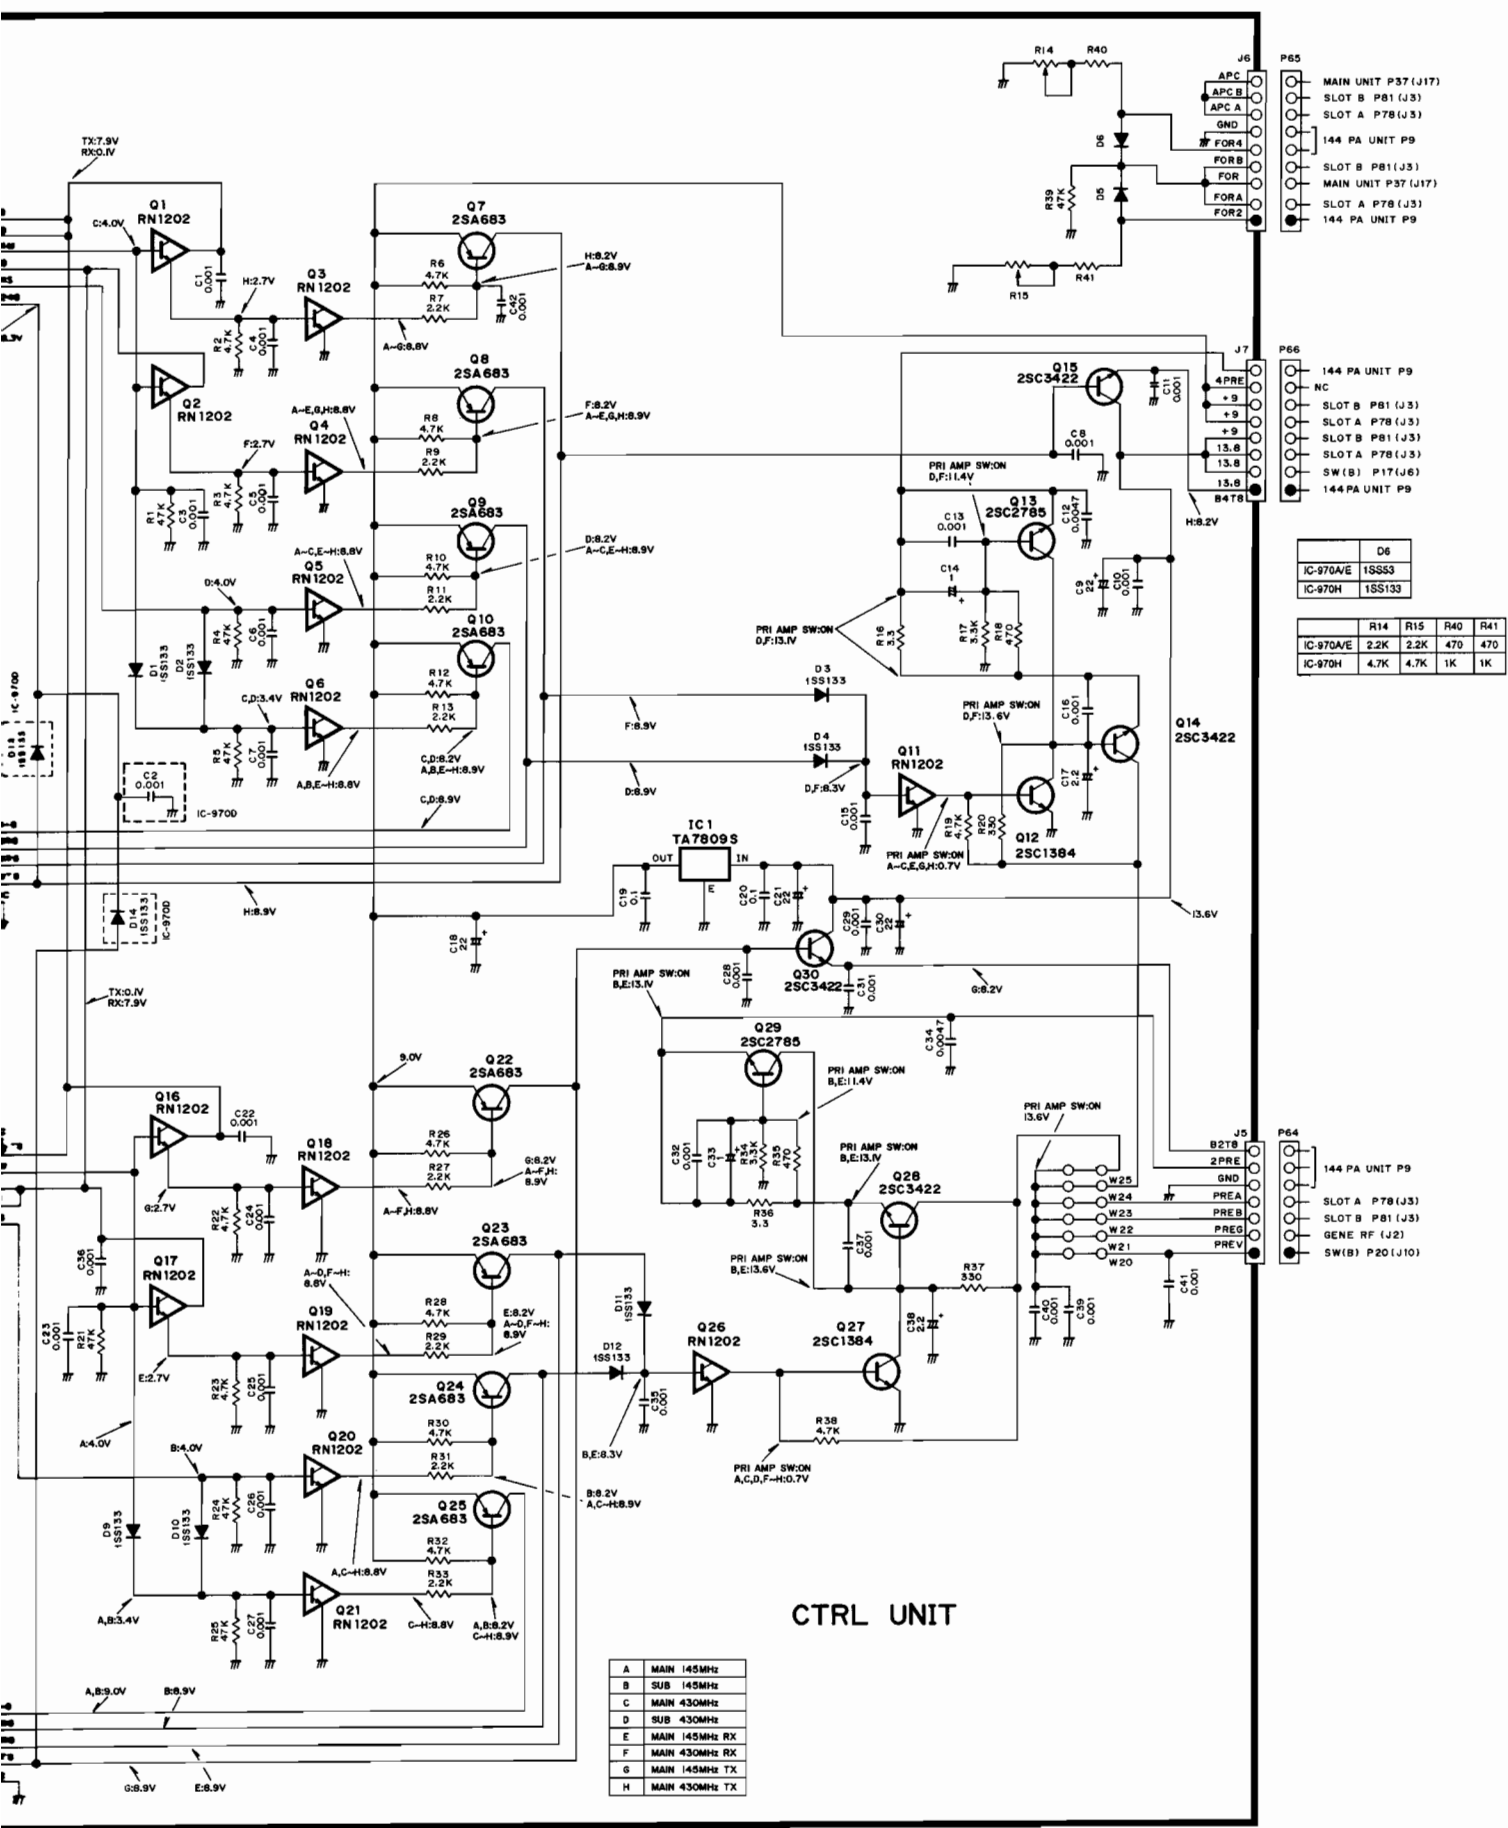 R14
R40
J6
P65
APC
MAIN UNIT P37(J17)
APC B
SLOT B P81(J3)
APC A
SLOT A P78(J3)
GND
144 PA UNIT P9
FOR4
FORB
SLOT B P81(J3)
FOR
MAIN UNIT P37(J17)
FORA
SLOT A P78(J3)
FOR2
144 PA UNIT P9
D6
D5
R39
47K
R15
R41
TX:7.9V
RX:0.1V
Q1
RN1202
C:4.0V
C1
0.001
H:2.7V
Q3
RN1202
Q7
2SA683
R6
4.7K
R7
2.2K
H:8.2V
A~G:8.9V
C42
0.001
A~G:8.8V
R2
4.7K
C4
0.001
Q2
RN1202
Q8
2SA683
A~E,G,H:8.8V
F:2.7V
Q4
RN1202
R8
4.7K
R9
2.2K
F:8.2V
A~E,G,H:8.9V
R1
47K
C3
0.001
R3
4.7K
C5
0.001
Q9
2SA683
A~C,E~H:8.8V
Q5
RN1202
R10
4.7K
R11
2.2K
D:8.2V
A~C,E~H:8.9V
D:4.0V
R4
47K
C6
0.001
D1
1SS133
D2
1SS133
Q10
2SA683
Q6
RN1202
C,D:3.4V
R12
4.7K
R13
2.2K
C,D:8.2V
A,B,E~H:8.9V
R5
47K
C7
0.001
A,B,E~H:8.8V
IC-970D
D13
1SS133
C2
0.001
IC-970D
C,D:8.9V
D14
1SS133
IC-970D
H:8.9V
J7
P66
144 PA UNIT P9
4PRE
NC
+9
SLOT B P81(J3)
+9
SLOT A P78(J3)
+9
SLOT B P81(J3)
13.8
SLOT A P78(J3)
13.8
SW(B) P17(J6)
13.8
144 PA UNIT P9
B4T8
H:8.2V
Q15
2SC3422
C11
0.001
C8
0.001
PRI AMP SW:ON
D,F:11.4V
Q13
2SC2785
C12
0.0047
C13
0.001
C14
1
C9
22
C10
0.001
PRI AMP SW:ON
D,F:13.1V
R16
3.3
R17
3.3K
R18
470
D3
1SS133
F:8.9V
D4
1SS133
D:8.9V
D,F:8.3V
PRI AMP SW:ON
D,F:13.6V
C16
0.001
Q14
2SC3422
Q11
RN1202
C17
2.2
C15
0.001
R19
4.7K
R20
330
Q12
2SC1384
PRI AMP SW:ON
A~C,E,G,H:0.7V
D6
IC-970A/E 1SS53
IC-970H 1SS133
R14 R15 R40 R41
IC-970A/E 2.2K 2.2K 470 470
IC-970H 4.7K 4.7K 1K 1K
IC1
TA7809S
OUT
IN
E
C19
0.1
C20
0.1
C21
22
C29
0.001
C30
22
13.6V
C18
22
Q30
2SC3422
C28
0.001
C31
0.001
G:8.2V
PRI AMP SW:ON
B,E:13.1V
TX:0.1V
RX:7.9V
9.0V
Q22
2SA683
Q16
RN1202
C22
0.001
Q18
RN1202
R26
4.7K
R27
2.2K
G:8.2V
A~F,H:
8.9V
G:2.7V
R22
4.7K
C24
0.001
A~F,H:8.8V
Q23
2SA683
C36
0.001
Q17
RN1202
A~D,F~H:
8.8V
Q19
RN1202
R28
4.7K
R29
2.2K
E:8.2V
A~D,F~H:
8.9V
C23
0.001
R21
47K
E:2.7V
R23
4.7K
C25
0.001
Q24
2SA683
A:4.0V
B:4.0V
Q20
RN1202
R30
4.7K
R31
2.2K
B:8.2V
A,C~H:8.9V
R24
47K
C26
0.001
D9
1SS133
D10
1SS133
Q25
2SA683
A,C~H:8.8V
R32
4.7K
R33
2.2K
A,B:3.4V
R25
47K
C27
0.001
Q21
RN1202
C~H:8.8V
A,B:8.2V
C~H:8.9V
A,B:9.0V
B:8.9V
G:8.9V
E:8.9V
Q29
2SC2785
C34
0.0047
PRI AMP SW:ON
B,E:11.4V
C32
0.001
C33
1
R34
3.3K
R35
470
PRI AMP SW:ON
B,E:13.1V
R36
3.3
Q28
2SC3422
C37
0.001
PRI AMP SW:ON
B,E:13.6V
R37
330
D11
1SS133
D12
1SS133
Q26
RN1202
Q27
2SC1384
C38
2.2
C35
0.001
B,E:8.3V
R38
4.7K
PRI AMP SW:ON
A,C,D,F~H:0.7V
PRI AMP SW:ON
13.6V
J5
P64
B2T8
2PRE
144 PA UNIT P9
W25
GND
W24
PREA
SLOT A P78(J3)
W23
PREB
SLOT B P81(J3)
W22
PREG
GENE RF (J2)
W21
PREV
SW(B) P20(J10)
W20
C40
0.001
C39
0.001
C41
0.001
CTRL UNIT
A MAIN 145MHz
B SUB 145MHz
C MAIN 430MHz
D SUB 430MHz
E MAIN 145MHz RX
F MAIN 430MHz RX
G MAIN 145MHz TX
H MAIN 430MHz TX